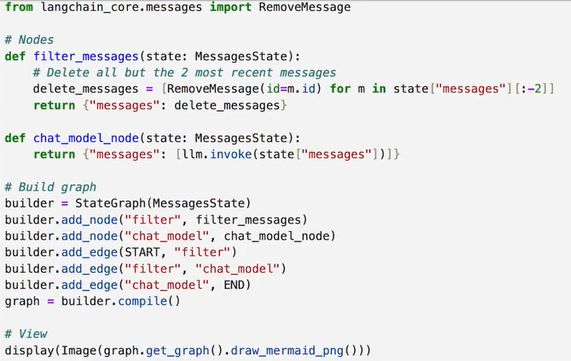 from langchain_core.messages import RemoveMessage

# Nodes
def filter_messages(state: MessagesState):
    # Delete all but the 2 most recent messages
    delete_messages = [RemoveMessage(id=m.id) for m in state["messages"][:-2]]
    return {"messages": delete_messages}

def chat_model_node(state: MessagesState):
    return {"messages": [llm.invoke(state["messages"])]}

# Build graph
builder = StateGraph(MessagesState)
builder.add_node("filter", filter_messages)
builder.add_node("chat_model", chat_model_node)
builder.add_edge(START, "filter")
builder.add_edge("filter", "chat_model")
builder.add_edge("chat_model", END)
graph = builder.compile()

# View
display(Image(graph.get_graph().draw_mermaid_png()))